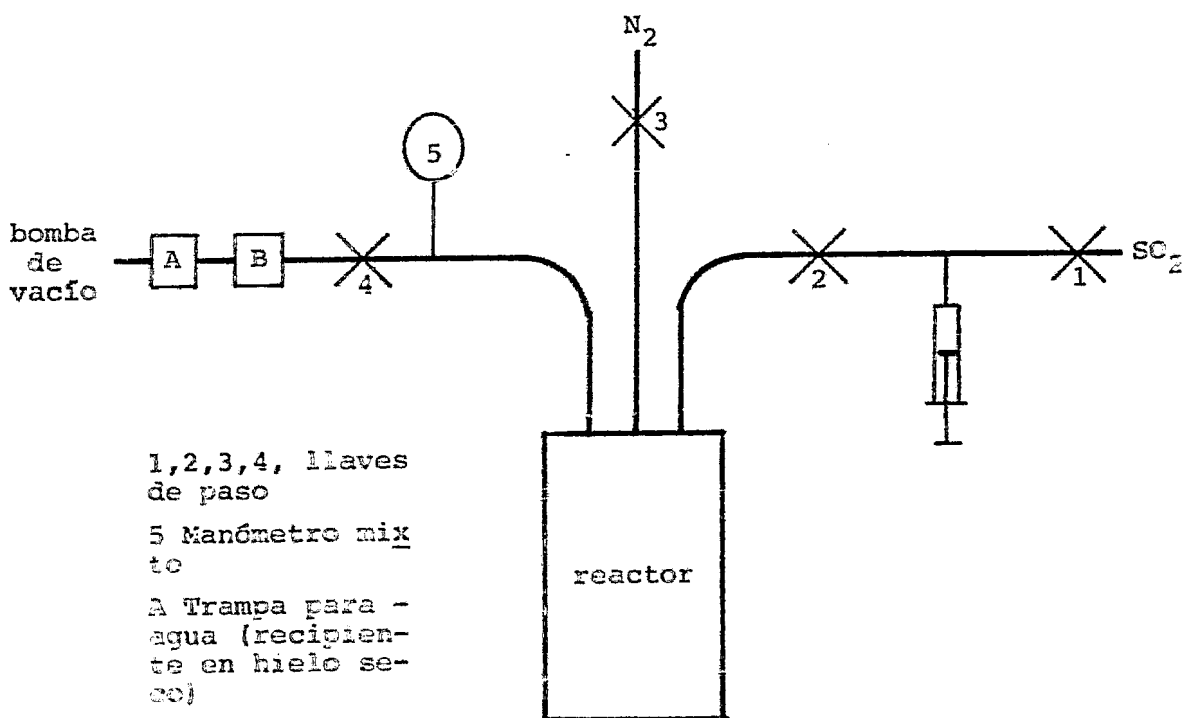 N2
3
5
bomba
de
vacío
A
B
4
2
1
SO2
1,2,3,4, llaves
de paso
5 Manómetro mix
to
A Trampa para -
agua (recipien-
te en hielo se-
co)
reactor